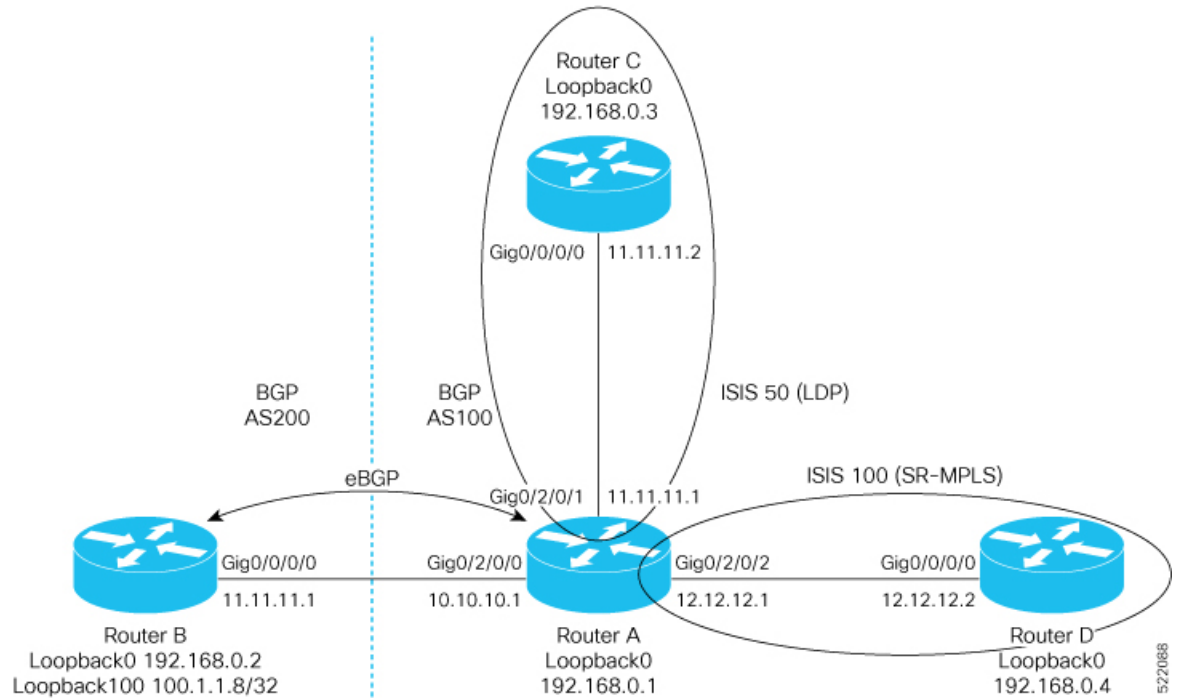 Router C
Loopback0
192.168.0.3
Gig0/0/0/0
11.11.11.2
BGP
AS200
BGP
AS100
ISIS 50 (LDP)
eBGP
Gig0/2/0/1
11.11.11.1
ISIS 100 (SR-MPLS)
Gig0/0/0/0
Gig0/2/0/0
Gig0/2/0/2
Gig0/0/0/0
11.11.11.1
10.10.10.1
12.12.12.1
12.12.12.2
Router B
Loopback0 192.168.0.2
Loopback100 100.1.1.8/32
Router A
Loopback0
192.168.0.1
Router D
Loopback0
192.168.0.4
522088